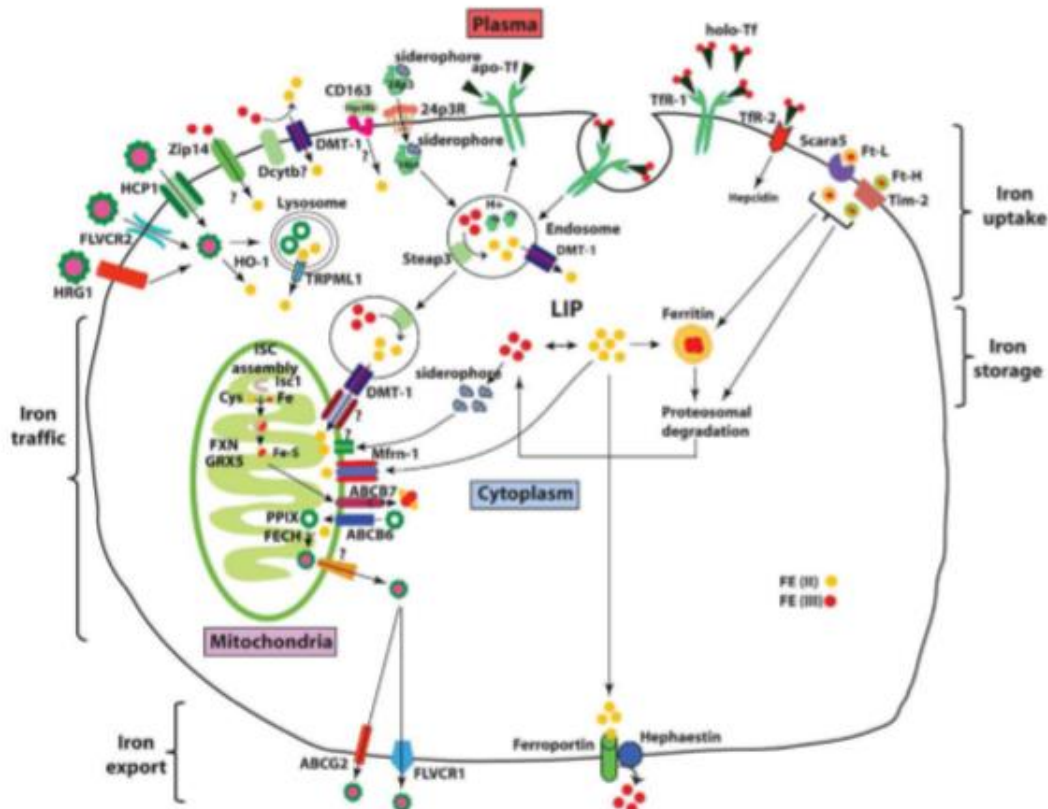 Plasma
holo-Tf
siderophore
siderophore
apo-Tf
CD163
24p3
24p3R
TfR-1
TfR-2
Scara5
Ft-L
Ft-H
Tim-2
Iron
uptake
Zip14
Dcytb?
DMT-1
?
?
siderophore
Hepcidin
HCP1
Lysosome
H+
Endosome
DMT-1
FLVCR2
HO-1
TRPML1
Steap3
HRG1
LIP
Ferritin
Iron
storage
ISC
assembly
Isc1
Cys
Fe
DMT-1
siderophore
Proteosomal
degradation
Iron
traffic
?
?
FXN
GRX5
Fe-S
Mfrn-1
ABCB7
Cytoplasm
PPIX
ABCB6
FECH
?
FE (II)
FE (III)
Mitochondria
Iron
export
Ferroportin
Hephaestin
ABCG2
FLVCR1